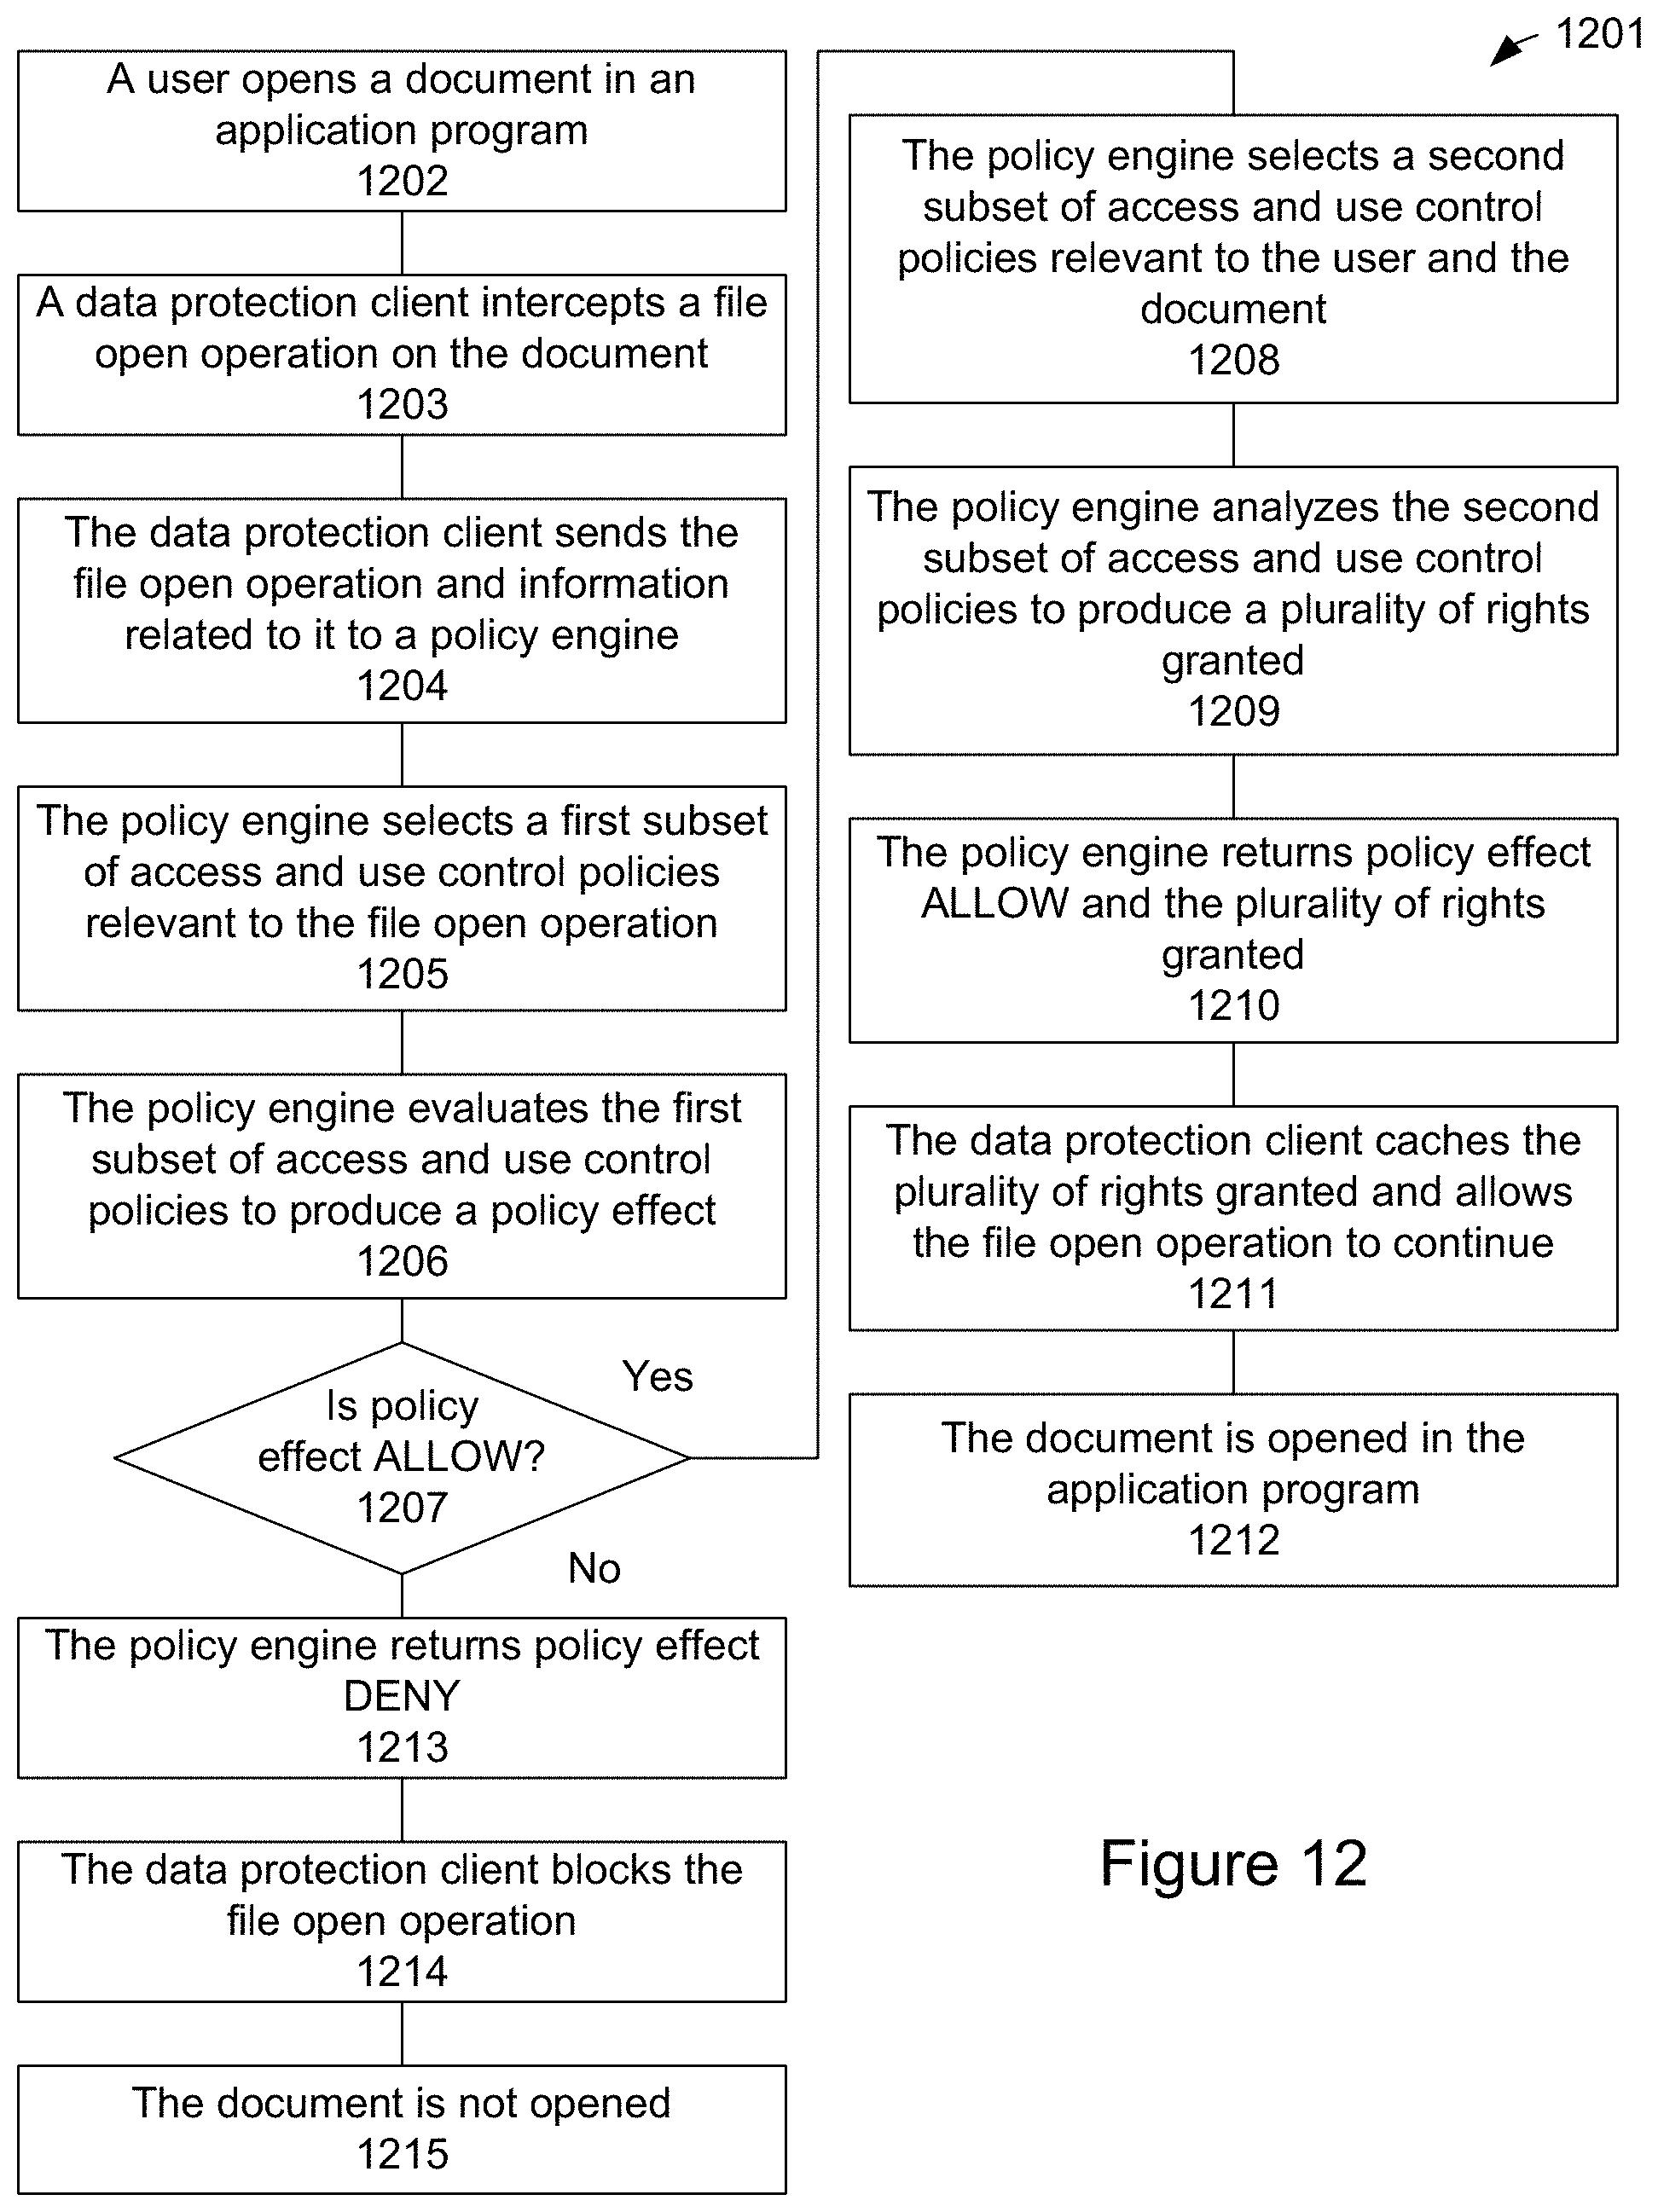 A user opens a document in an
application program
1202
A data protection client intercepts a file
open operation on the document
1203
The data protection client sends the
file open operation and information
related to it to a policy engine
1204
The policy engine selects a first subset
of access and use control policies
relevant to the file open operation
1205
The policy engine evaluates the first
subset of access and use control
policies to produce a policy effect
1206
Is policy
effect ALLOW?
1207
Yes
No
The policy engine returns policy effect
DENY
1213
The data protection client blocks the
file open operation
1214
The document is not opened
1215
1201
The policy engine selects a second
subset of access and use control
policies relevant to the user and the
document
1208
The policy engine analyzes the second
subset of access and use control
policies to produce a plurality of rights
granted
1209
The policy engine returns policy effect
ALLOW and the plurality of rights
granted
1210
The data protection client caches the
plurality of rights granted and allows
the file open operation to continue
1211
The document is opened in the
application program
1212
Figure 12